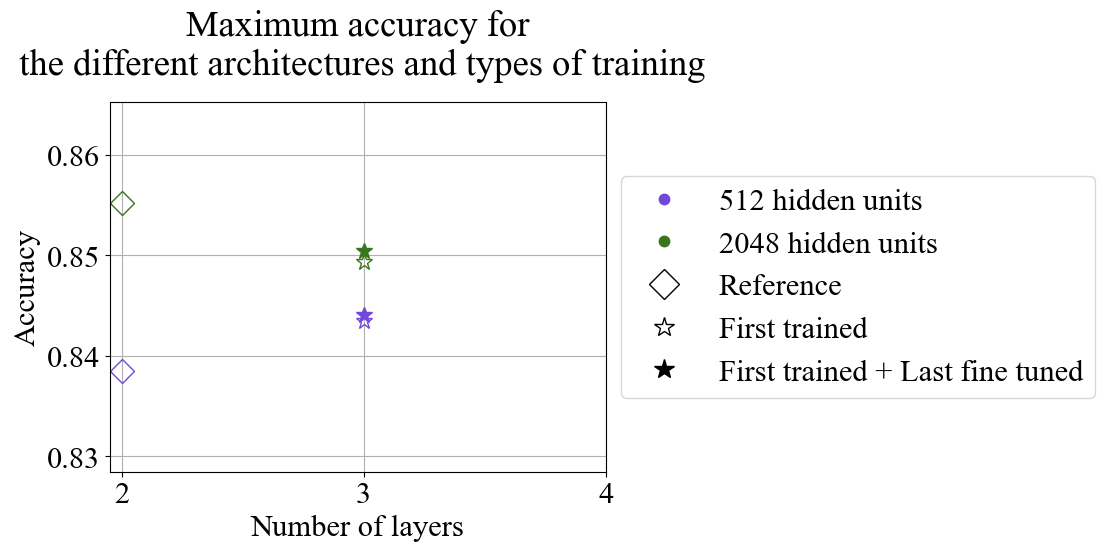 Maximum accuracy for
the different architectures and types of training
0.86
0.85
0.84
0.83
Accuracy
2
3
4
Number of layers
512 hidden units
2048 hidden units
Reference
First trained
First trained + Last fine tuned